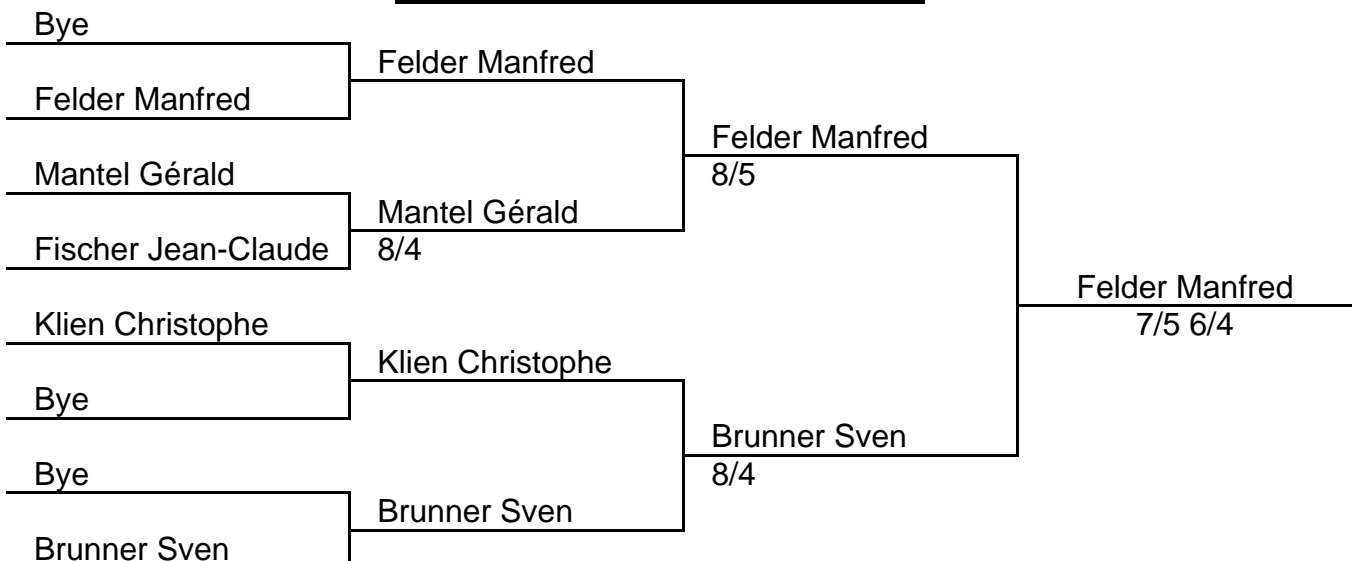 Bye
Felder Manfred
Mantel Gérald
Fischer Jean-Claude
Klien Christophe
Bye
Bye
Brunner Sven
Felder Manfred
Mantel Gérald
8/4
Klien Christophe
Brunner Sven
Felder Manfred
8/5
Brunner Sven
8/4
Felder Manfred
7/5 6/4